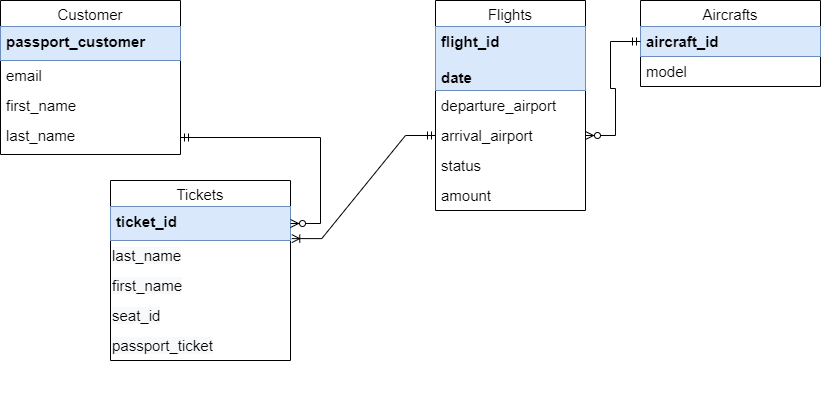 Customer
passport_customer
email
first_name
last_name
Flights
flight_id
date
departure_airport
arrival_airport
status
amount
Aircrafts
aircraft_id
model
Tickets
ticket_id
last_name
first_name
seat_id
passport_ticket